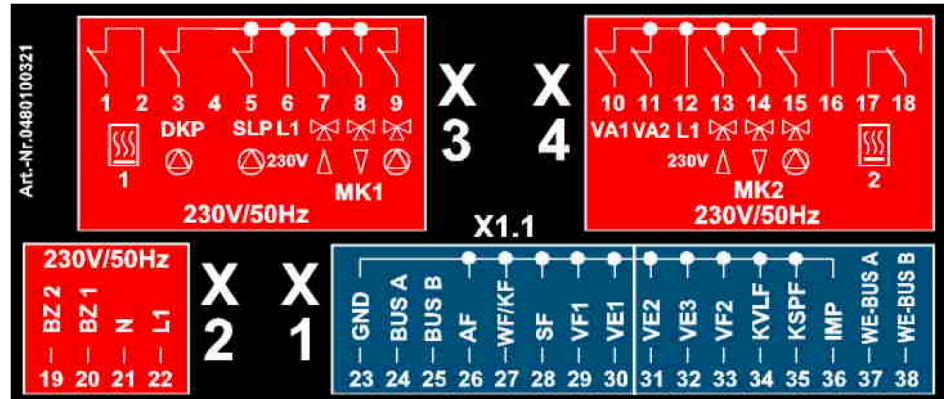 Art.-Nr.0480100321
1 2 3 4 5 6 7 8 9
DKP SLP L1
230V
1
MK1
230V/50Hz
X
3
X
4
10 11 12 13 14 15 16 17 18
VA1 VA2 L1
230V
2
MK2
230V/50Hz
X1.1
230V/50Hz
BZ 2
BZ 1
N
L1
19 20 21 22
X
2
X
1
GND
BUS A
BUS B
AF
WF/KF
SF
VF1
VE1
VE2
VE3
VF2
KVLF
KSPF
IMP
WE-BUS A
WE-BUS B
23 24 25 26 27 28 29 30 31 32 33 34 35 36 37 38